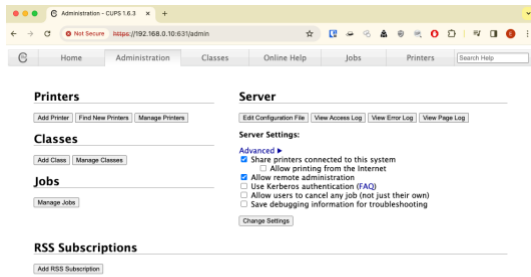 Administration - CUPS 1.6.3
Not Secure https://192.168.0.10:631/admin
Home Administration Classes Online Help Jobs Printers Search Help
Printers
Add Printer Find New Printers Manage Printers
Classes
Add Class Manage Classes
Jobs
Manage Jobs
Server
Edit Configuration File View Access Log View Error Log View Page Log
Server Settings:
Advanced ▶
Share printers connected to this system
Allow printing from the Internet
Allow remote administration
Use Kerberos authentication (FAQ)
Allow users to cancel any job (not just their own)
Save debugging information for troubleshooting
Change Settings
RSS Subscriptions
Add RSS Subscription